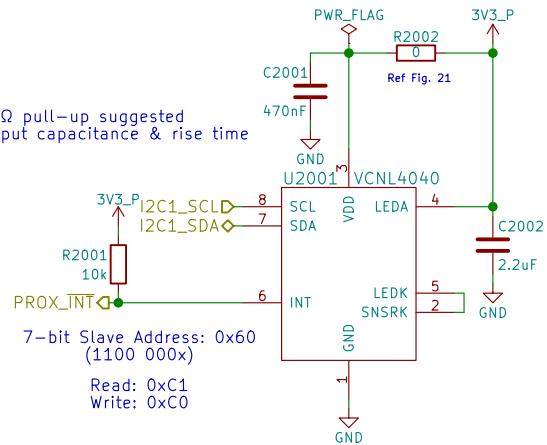 PWR_FLAG
3V3_P
R2002
0
Ref Fig. 21
C2001
470nF
GND
Ω pull-up suggested
put capacitance & rise time
U2001
VCNL4040
3
VDD
3V3_P
I2C1_SCL
8
SCL
LEDA
4
I2C1_SDA
7
SDA
C2002
2.2uF
GND
R2001
10k
PROX_INT
6
INT
LEDK
5
SNSRK
2
GND
1
GND
7-bit Slave Address: 0x60
(1100 000x)
Read: 0xC1
Write: 0xC0